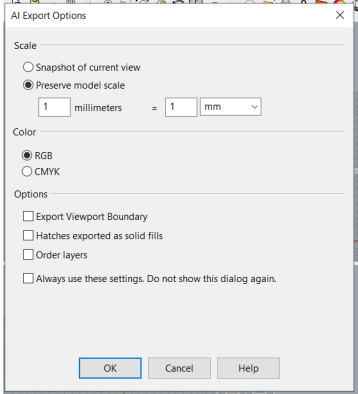 AI Export Options
Scale
Snapshot of current view
Preserve model scale
1 millimeters = 1 mm
Color
RGB
CMYK
Options
Export Viewport Boundary
Hatches exported as solid fills
Order layers
Always use these settings. Do not show this dialog again.
OK Cancel Help